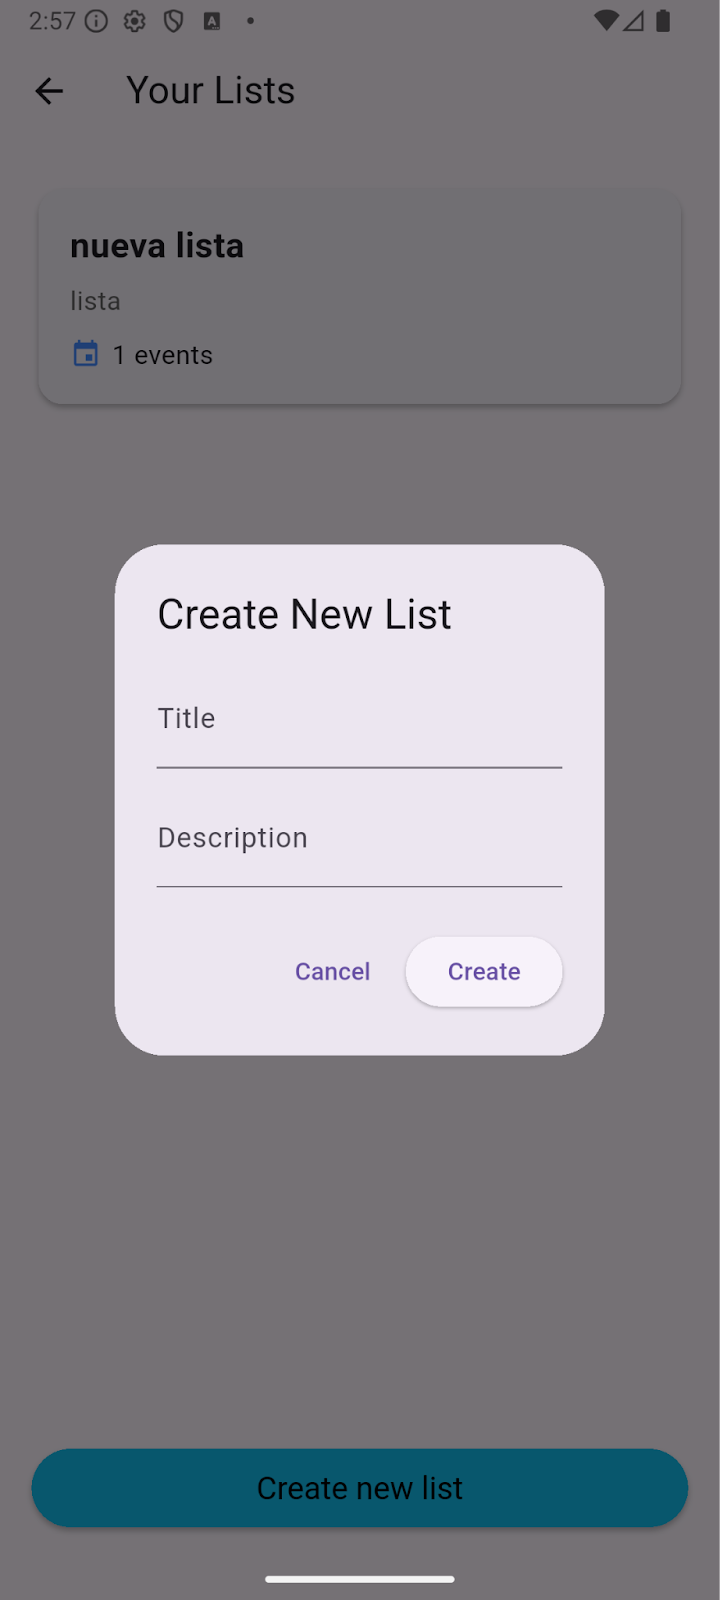 2:57
Your Lists
nueva lista
lista
1 events
Create New List
Title
Description
Cancel Create
Create new list